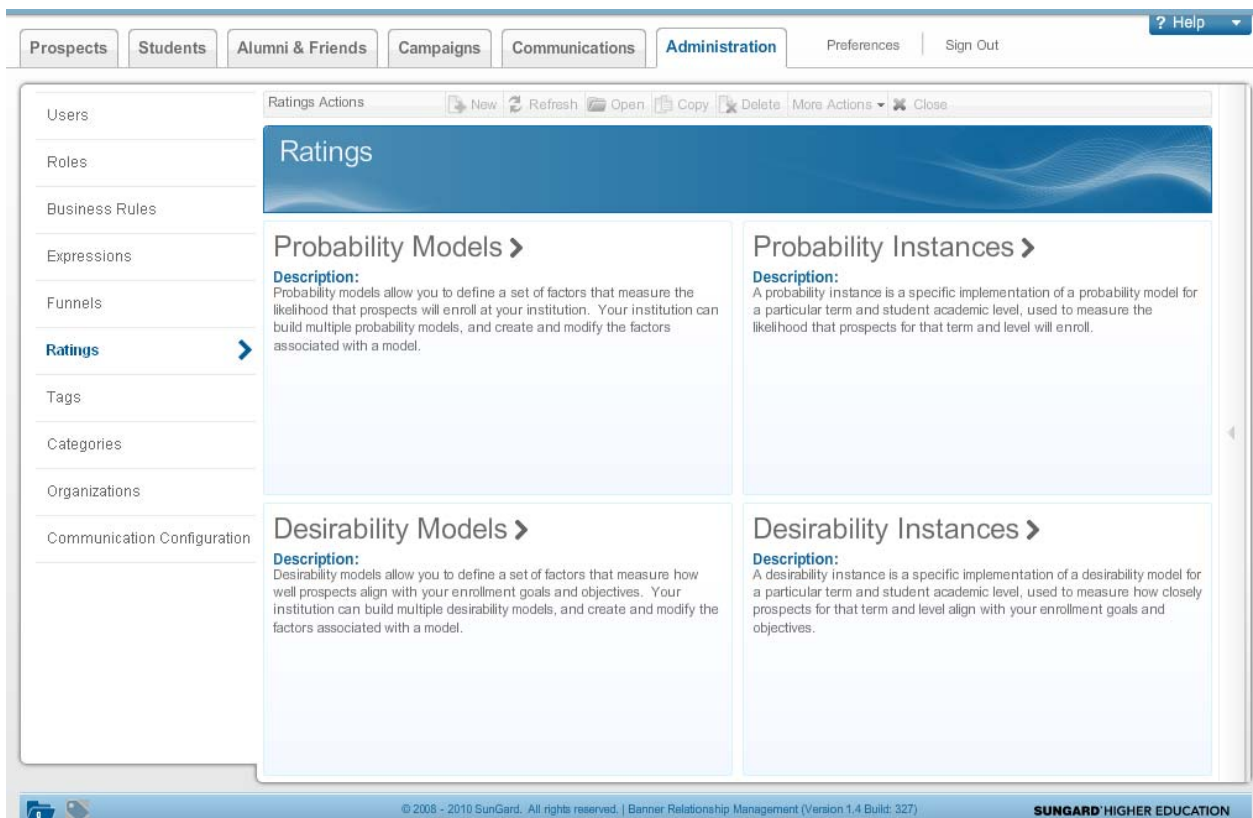 ? Help
Prospects Students Alumni & Friends Campaigns Communications Administration Preferences Sign Out
Ratings Actions New Refresh Open Copy Delete More Actions Close
Users
Roles
Business Rules
Expressions
Funnels
Ratings
Tags
Categories
Organizations
Communication Configuration
Ratings
Probability Models
Description:
Probability models allow you to define a set of factors that measure the
likelihood that prospects will enroll at your institution. Your institution can
build multiple probability models, and create and modify the factors
associated with a model.
Probability Instances
Description:
A probability instance is a specific implementation of a probability model for
a particular term and student academic level, used to measure the
likelihood that prospects for that term and level will enroll.
Desirability Models
Description:
Desirability models allow you to define a set of factors that measure how
well prospects align with your enrollment goals and objectives. Your
institution can build multiple desirability models, and create and modify the
factors associated with a model.
Desirability Instances
Description:
A desirability instance is a specific implementation of a desirability model for
a particular term and student academic level, used to measure how closely
prospects for that term and level align with your enrollment goals and
objectives.
© 2008 - 2010 SunGard. All rights reserved. | Banner Relationship Management (Version 1.4 Build: 327)
SUNGARD' HIGHER EDUCATION